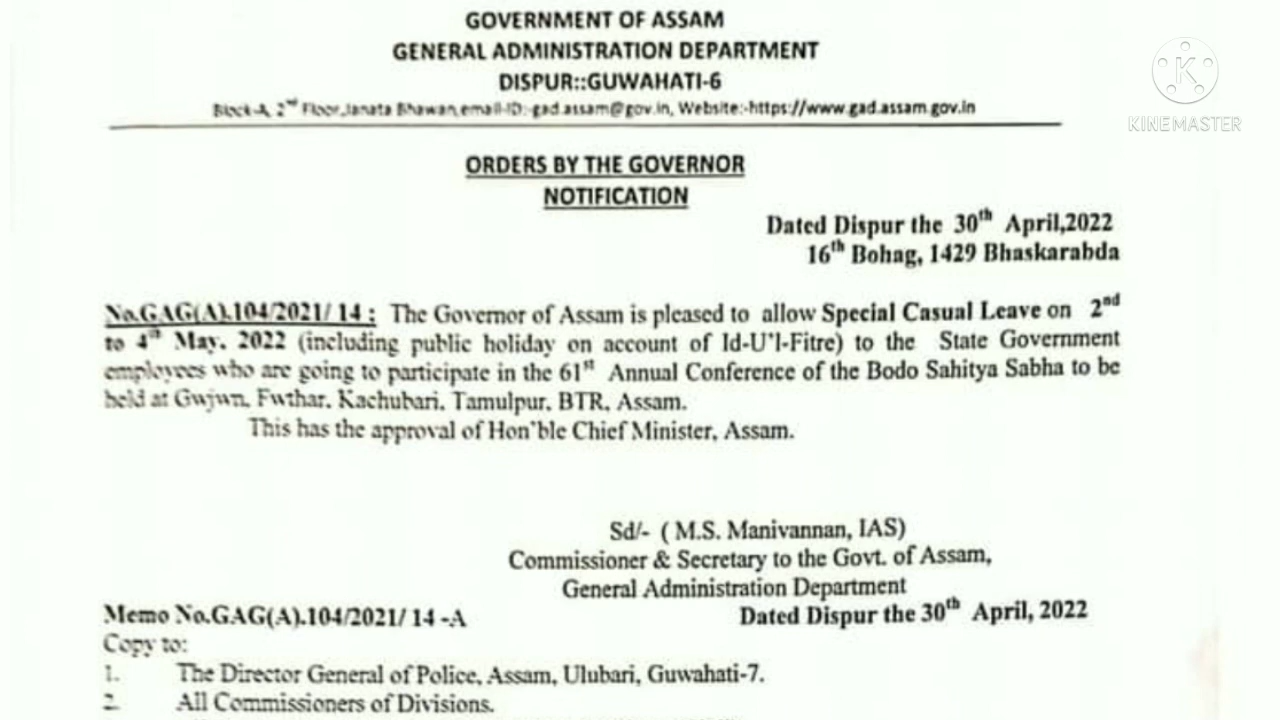 GOVERNMENT OF ASSAM
GENERAL ADMINISTRATION DEPARTMENT
DISPUR::GUWAHATI-6
Block-A, 2nd Floor,Janata Bhawan,email-ID:-gad.assam@gov.in, Website:-https://www.gad.assam.gov.in
KINEMASTER
ORDERS BY THE GOVERNOR
NOTIFICATION
Dated Dispur the 30th April,2022
16th Bohag, 1429 Bhaskarabda
No.GAG(A).104/2021/ 14 : The Governor of Assam is pleased to allow Special Casual Leave on 2nd
to 4th May, 2022 (including public holiday on account of Id-U'l-Fitre) to the State Government
employees who are going to participate in the 61st Annual Conference of the Bodo Sahitya Sabha to be
held at Gwjwn, Fwthar, Kachubari, Tamulpur, BTR, Assam.
This has the approval of Hon'ble Chief Minister, Assam.
Sd/- ( M.S. Manivannan, IAS)
Commissioner & Secretary to the Govt. of Assam,
General Administration Department
Memo No.GAG(A).104/2021/ 14 -A Dated Dispur the 30th April, 2022
Copy to:
1. The Director General of Police, Assam, Ulubari, Guwahati-7.
2. All Commissioners of Divisions.